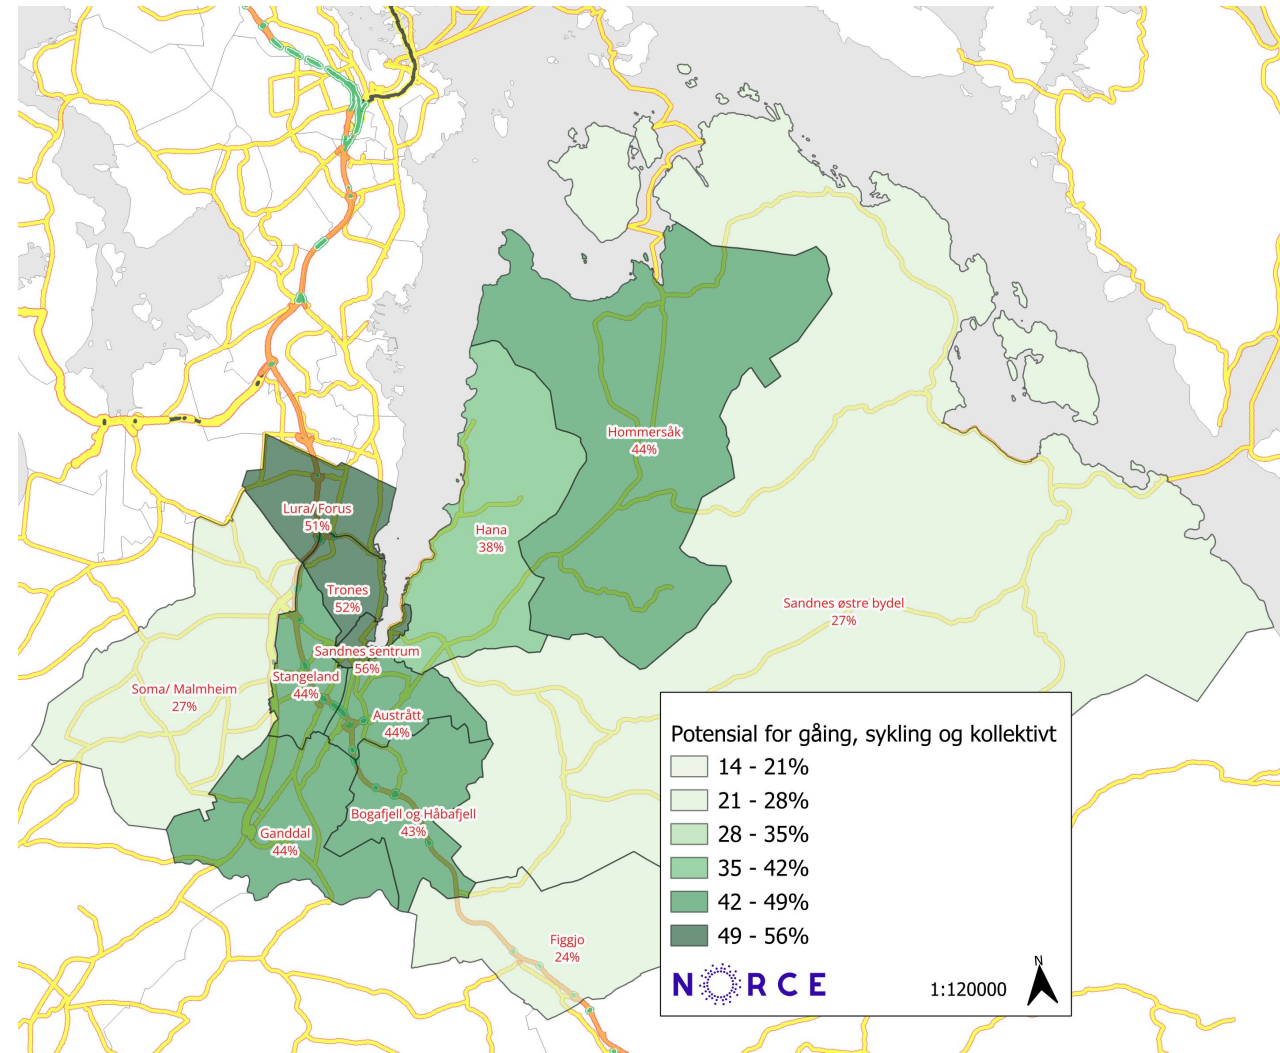 Hommersåk
44%
Lura/ Forus
51%
Hana
38%
Trones
52%
Sandnes østre bydel
27%
Sandnes sentrum
56%
Stangeland
44%
Soma/ Malmheim
27%
Austrått
44%
Bogafjell og Håbafjell
43%
Ganddal
44%
Figgjo
24%
Potensial for gåing, sykling og kollektivt
14 - 21%
21 - 28%
28 - 35%
35 - 42%
42 - 49%
49 - 56%
NORCE
1:120000
N